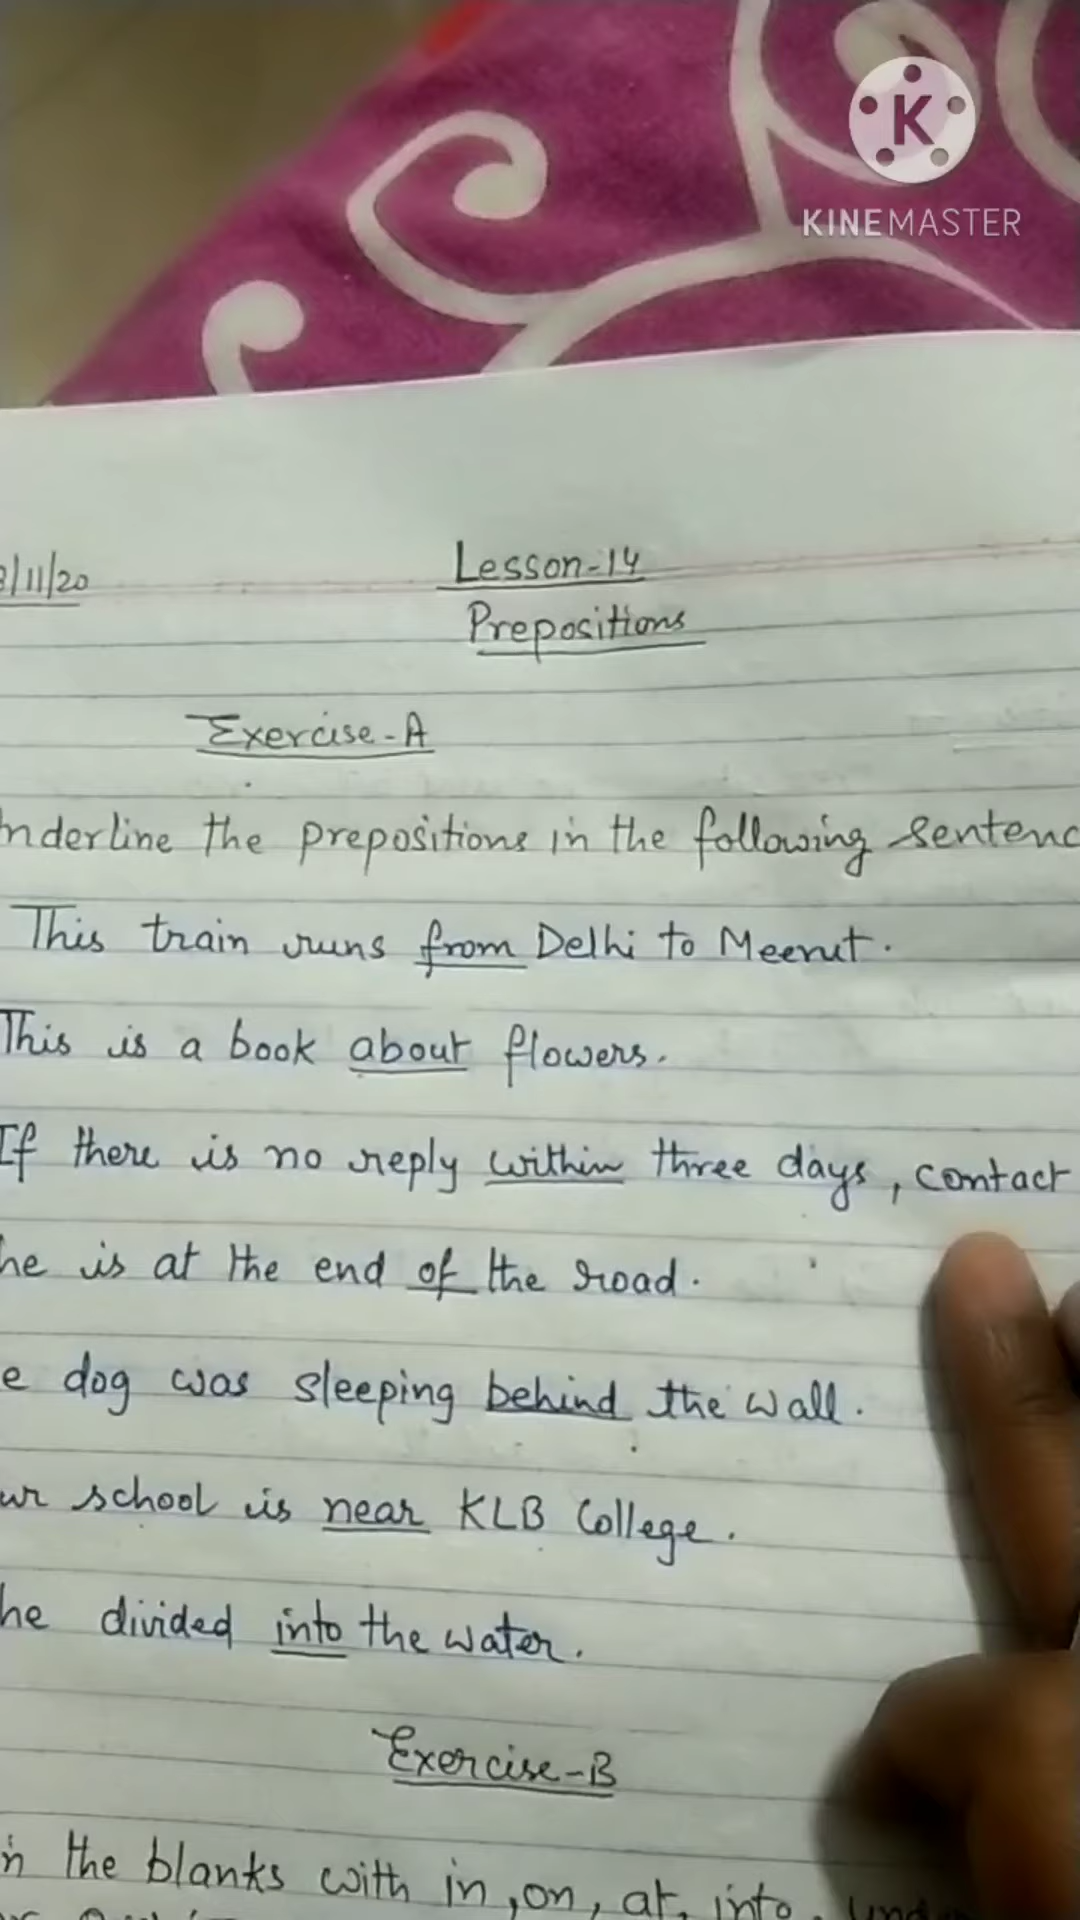 K
KINEMASTER
3/11/20
Lesson-14
Prepositions
Exercise-A
nderline the prepositions in the following sentenc
This train runs from Delhi to Meerut.
This is a book about flowers.
If there is no reply within three days, contact
he is at the end of the road.
e dog was sleeping behind the wall.
ur school is near KLB College.
he divided into the water.
Exercise-B
n the blanks with in, on, at, into,